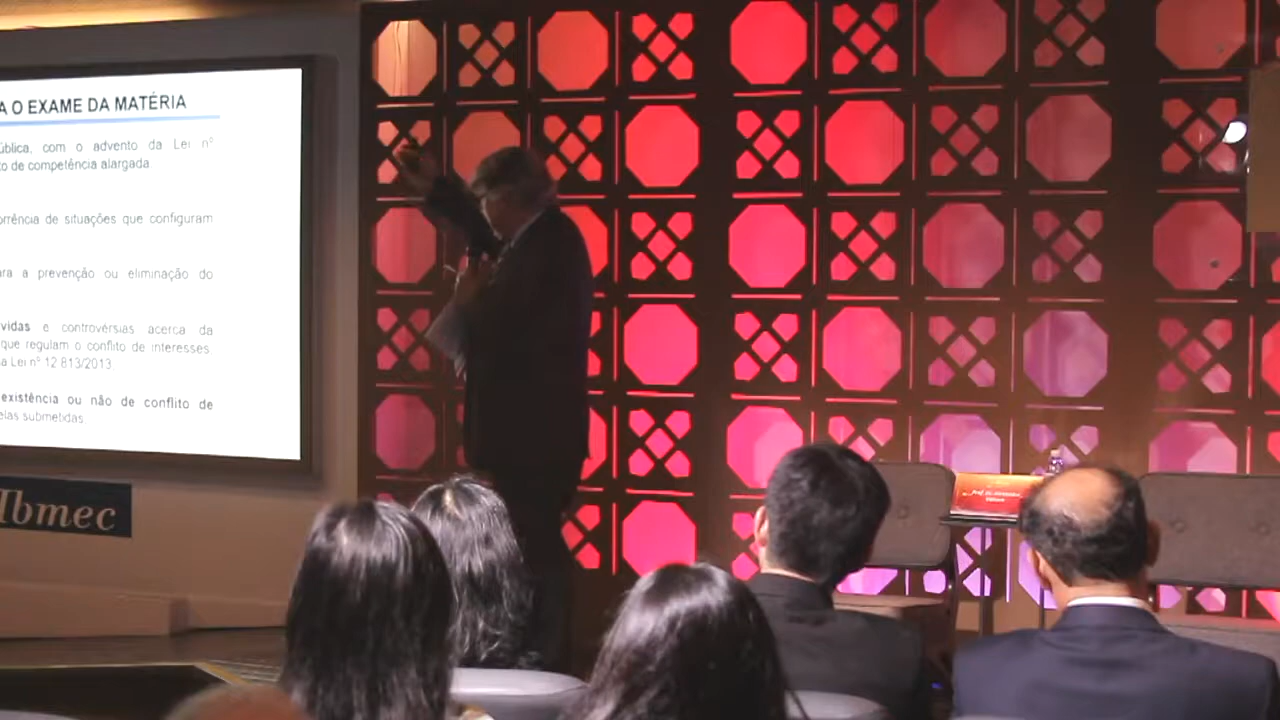 A O EXAME DA MATÉRIA
ública, com o advento da Lei nº
to de competência alargada.
orrência de situações que configuram
ara a prevenção ou eliminação do
vidas e controvérsias acerca da
que regulam o conflito de interesses,
a Lei nº 12.813/2013.
existência ou não de conflito de
elas submetidas.
Ibmec